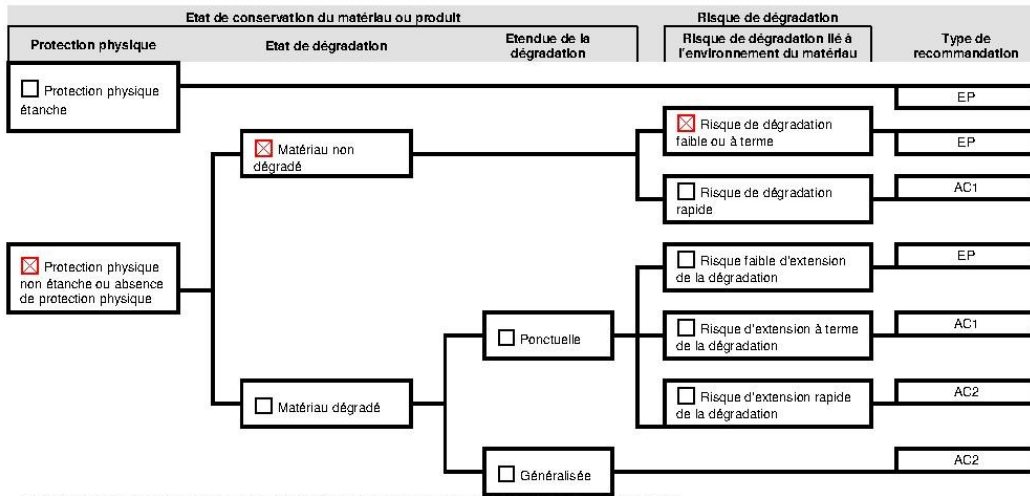 Etat de conservation du matériau ou produit
Risque de dégradation
Protection physique
Etat de dégradation
Etendue de la
dégradation
Risque de dégradation lié à
l'environnement du matériau
Type de
recommandation
Protection physique
étanche
EP
Matériau non
dégradé
Risque de dégradation
faible ou à terme
EP
Risque de dégradation
rapide
AC1
Protection physique
non étanche ou absence
de protection physique
Risque faible d'extension
de la dégradation
EP
Ponctuelle
Risque d'extension à terme
de la dégradation
AC1
Matériau dégradé
Risque d'extension rapide
de la dégradation
AC2
Généralisée
AC2